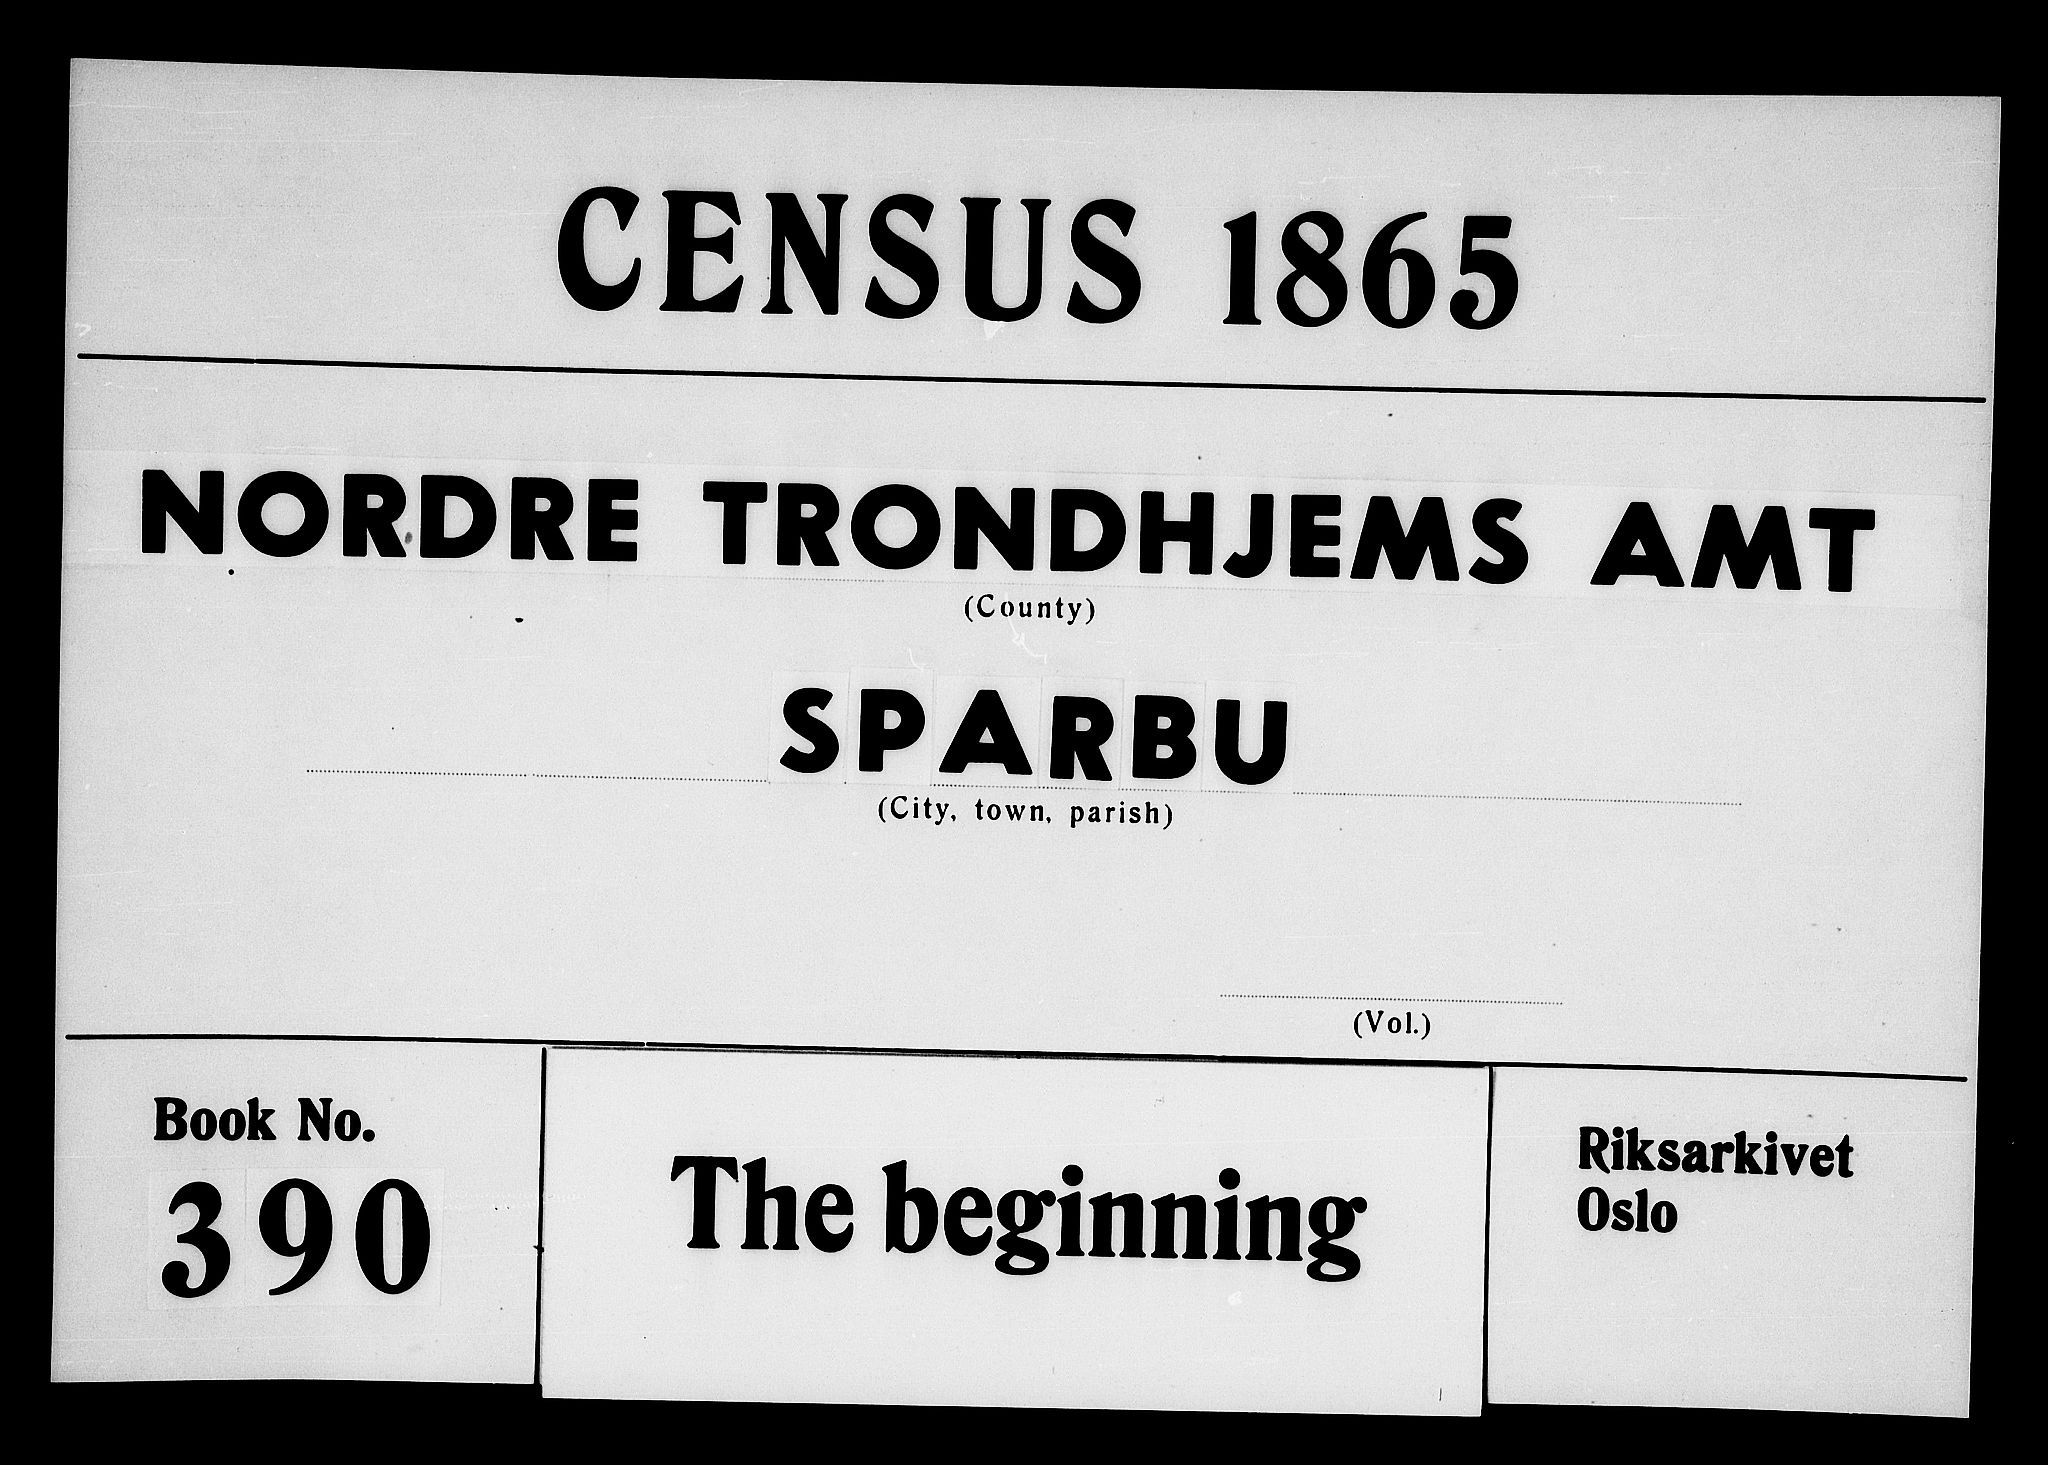 CENSUS 1865
NORDRE TRONDHJEMS AMT
(County)
SPARBU
(City, town, parish)
(Vol.)
Book No.
390
The beginning
Riksarkivet
Oslo